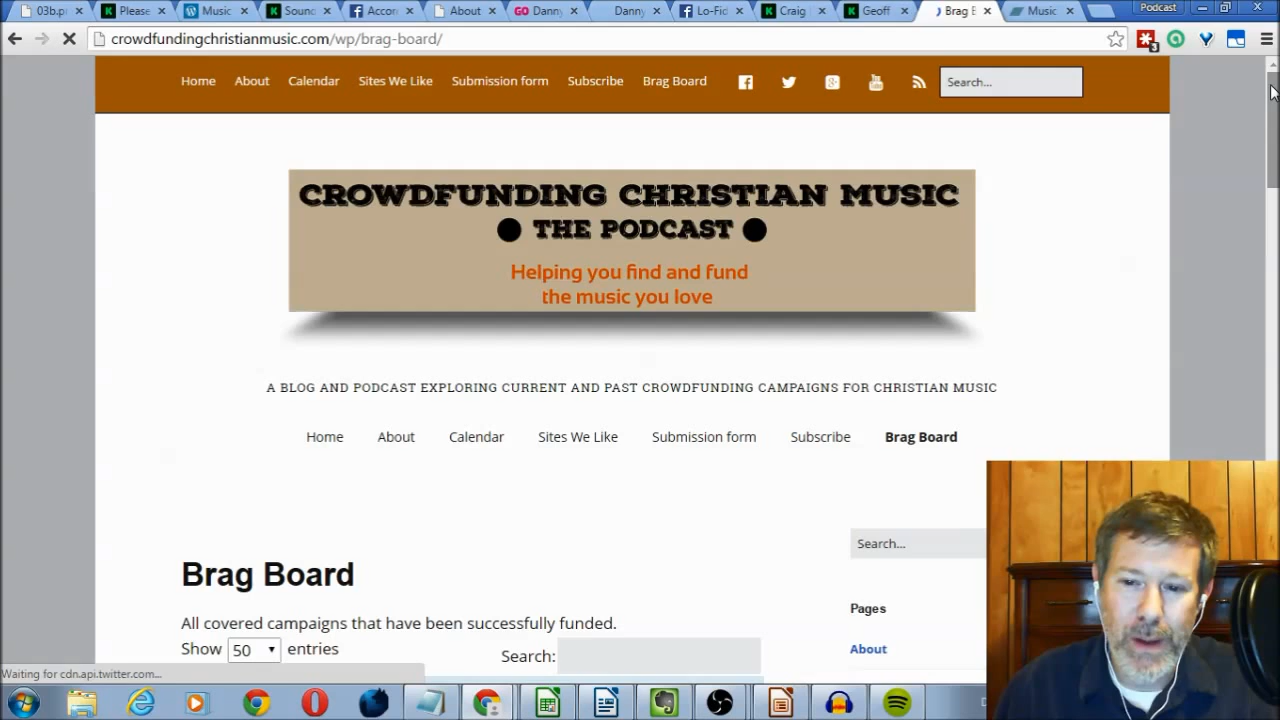 03b.p
Please
Music
Sound
Accor
About
GO Danny
Danny
Lo-Fid
Craig
Geoff
Brag B
Music
Podcast
crowdfundingchristianmusic.com/wp/brag-board/
3
Home About Calendar Sites We Like Submission form Subscribe Brag Board Search...
CROWDFUNDING CHRISTIAN MUSIC
● THE PODCAST ●
Helping you find and fund
the music you love
A BLOG AND PODCAST EXPLORING CURRENT AND PAST CROWDFUNDING CAMPAIGNS FOR CHRISTIAN MUSIC
Home About Calendar Sites We Like Submission form Subscribe Brag Board
Search...
Brag Board
Pages
All covered campaigns that have been successfully funded.
About
Show 50 entries
Search:
Waiting for cdn.api.twitter.com...